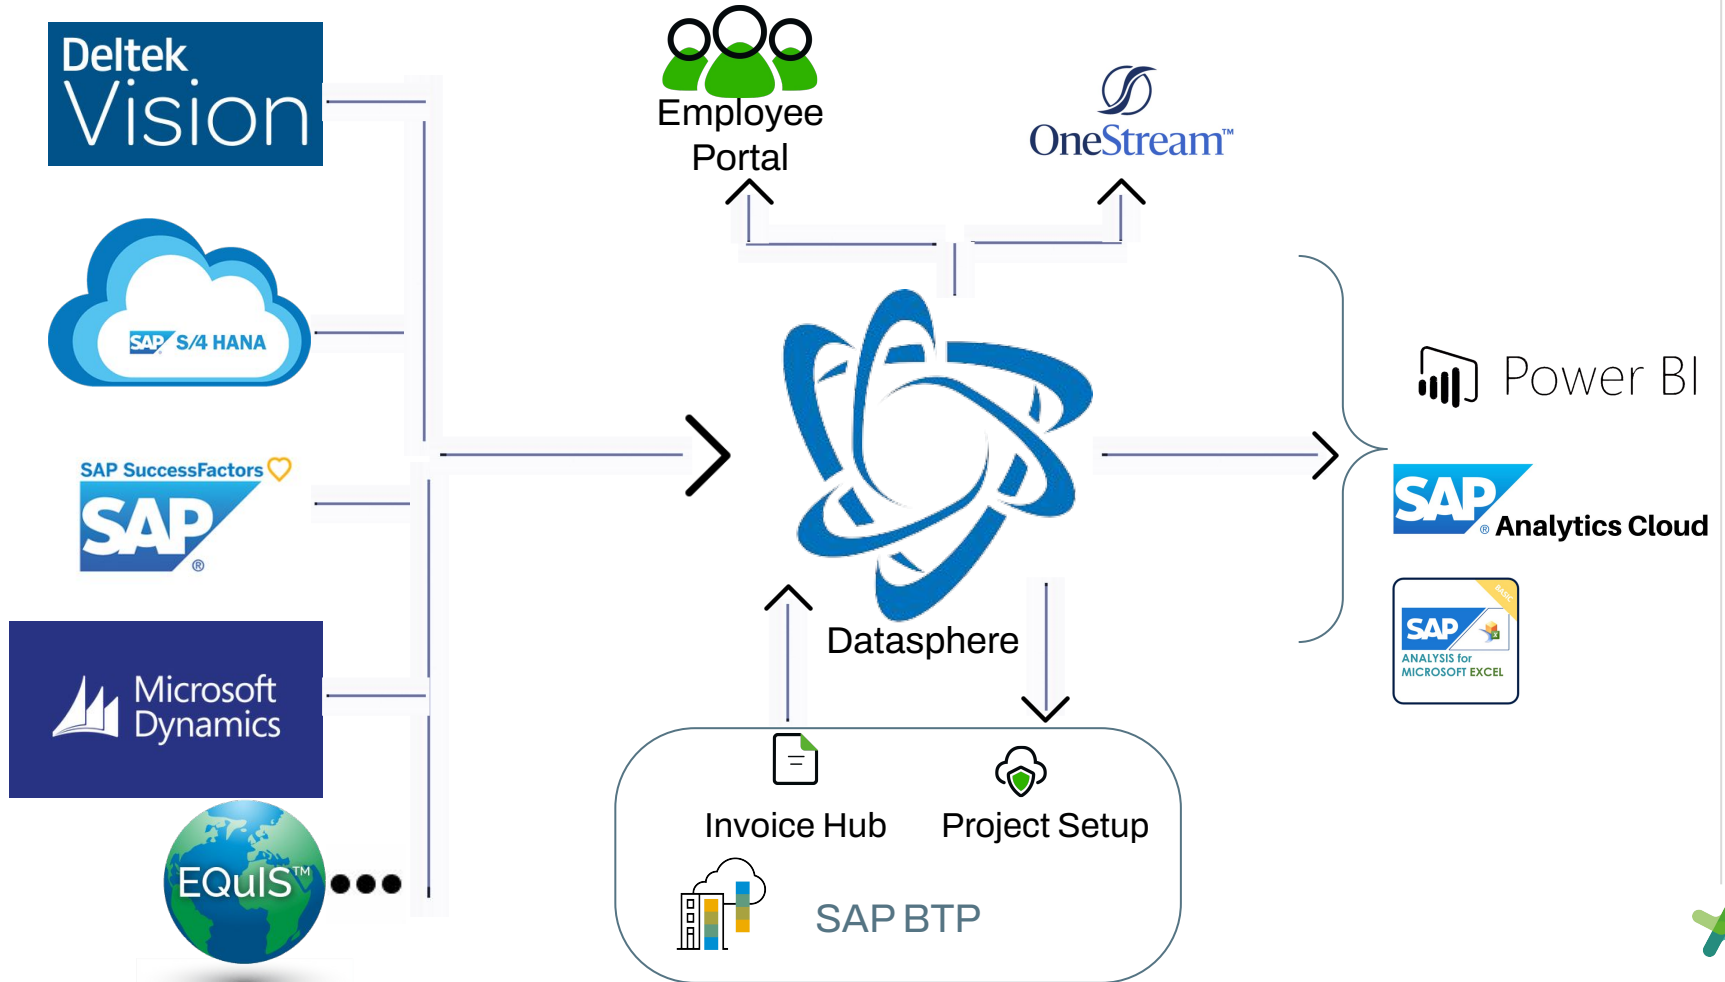 Deltek
Vision
Employee
Portal
OneStream™
SAP® S/4 HANA
Power BI
SAP SuccessFactors
SAP®
SAP® Analytics Cloud
BASIC
SAP
ANALYSIS for
MICROSOFT EXCEL
Datasphere
Microsoft
Dynamics
Invoice Hub
Project Setup
EQuIS™
SAP BTP